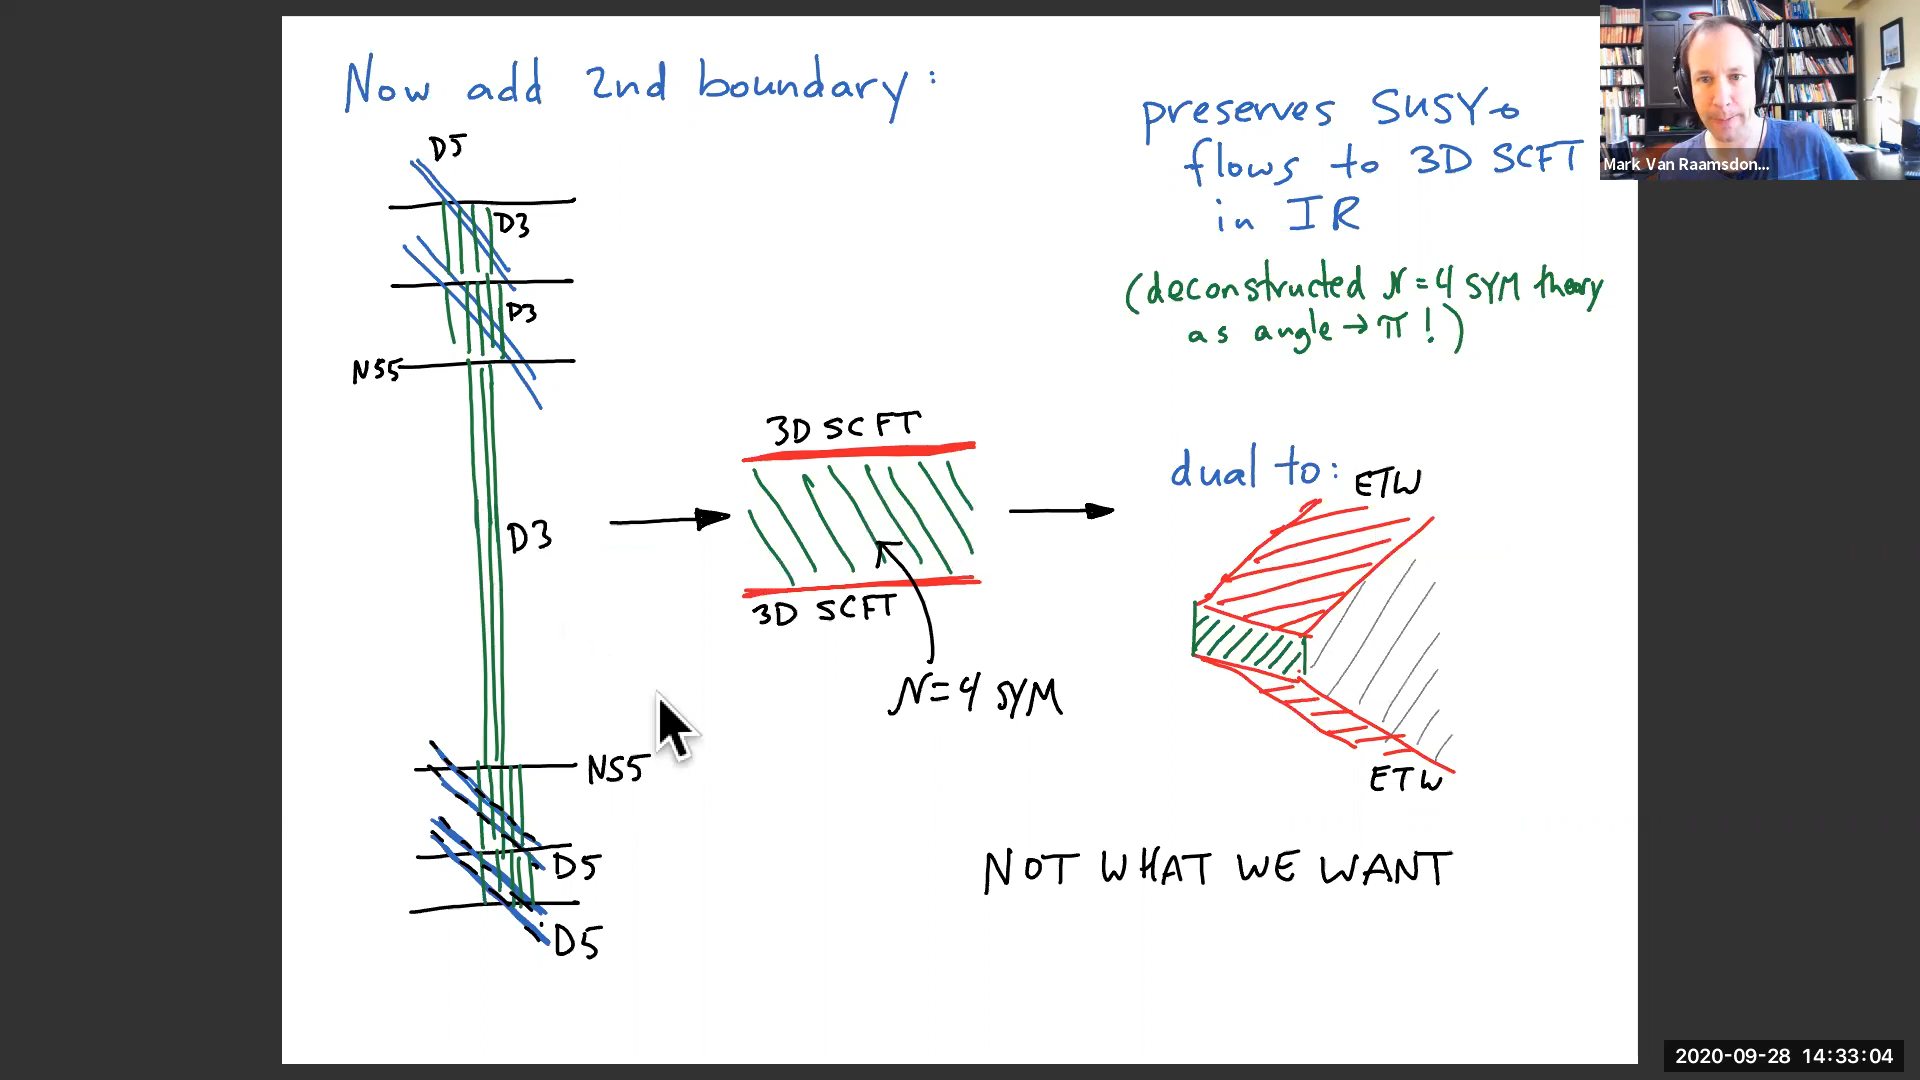 Now add 2nd boundary:
preserves SUSY →
flows to 3D SCFT
in IR
(deconstructed N=4 SYM theory
as angle → π!)
D5
D3
D3
NS5
D3
NS5
D5
D5
3D SCFT
3D SCFT
N=4 SYM
dual to:
ETW
ETW
NOT WHAT WE WANT
Mark Van Raamsdon...
2020-09-28 14:33:04